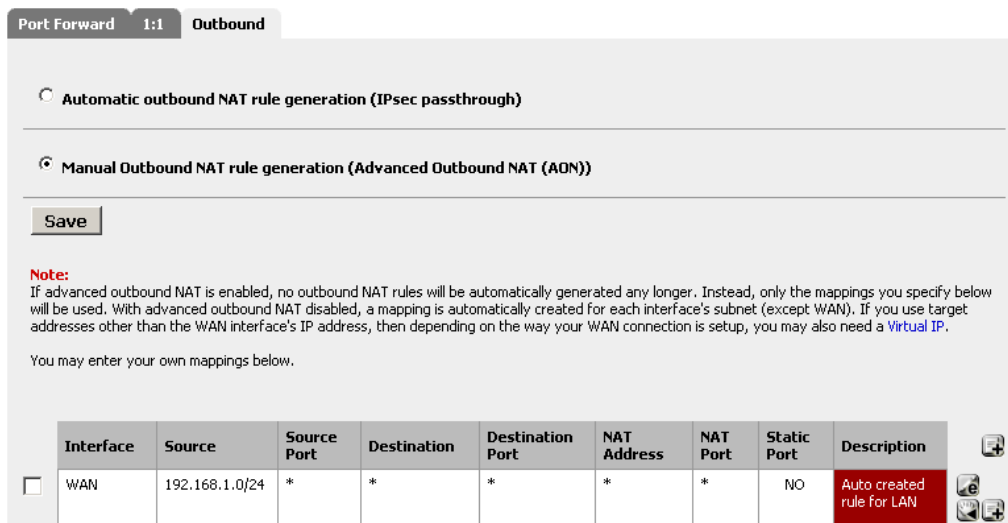 Port Forward 1:1 Outbound
Automatic outbound NAT rule generation (IPsec passthrough)
Manual Outbound NAT rule generation (Advanced Outbound NAT (AON))
Save
Note:
If advanced outbound NAT is enabled, no outbound NAT rules will be automatically generated any longer. Instead, only the mappings you specify below
will be used. With advanced outbound NAT disabled, a mapping is automatically created for each interface's subnet (except WAN). If you use target
addresses other than the WAN interface's IP address, then depending on the way your WAN connection is setup, you may also need a Virtual IP.
You may enter your own mappings below.
Interface Source Source Port Destination Destination Port NAT Address NAT Port Static Port Description
WAN 192.168.1.0/24 * * * * * NO Auto created rule for LAN